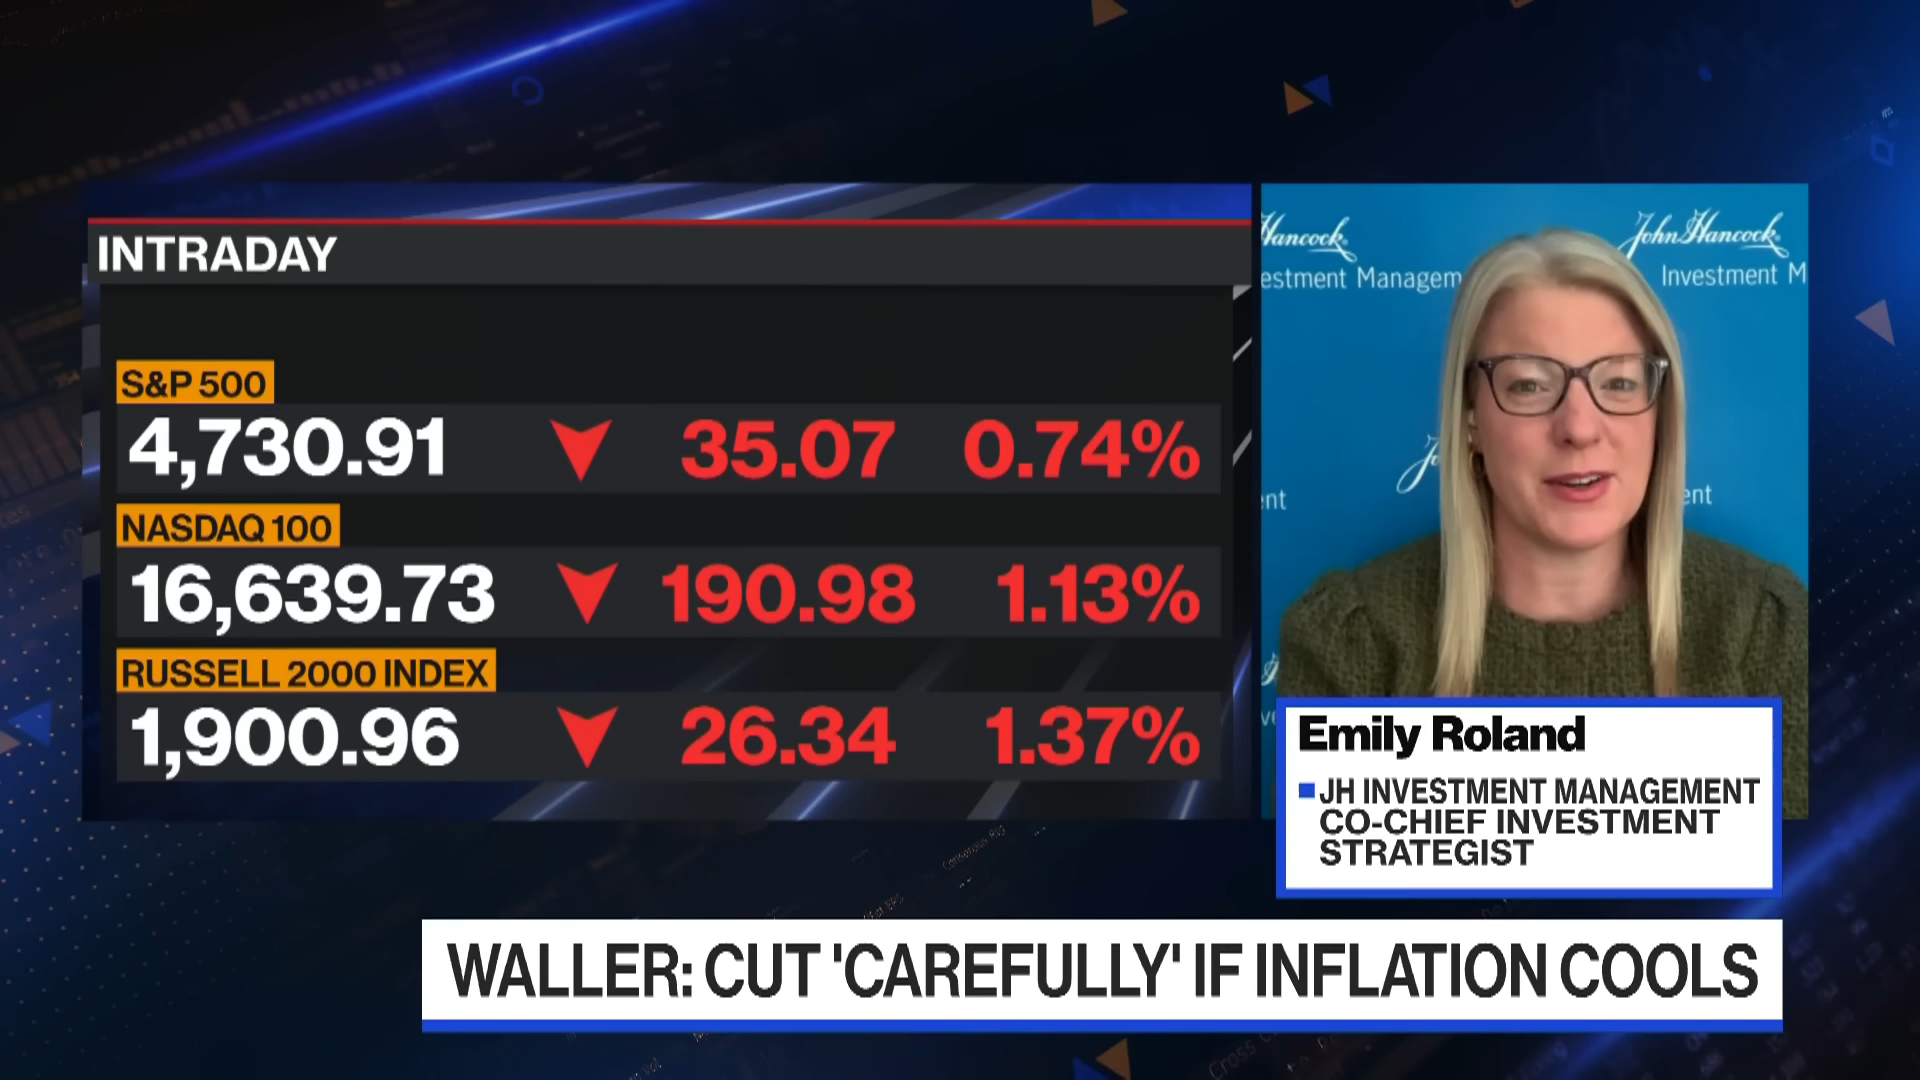 INTRADAY
S&P 500
4,730.91 35.07 0.74%
NASDAQ 100
16,639.73 190.98 1.13%
RUSSELL 2000 INDEX
1,900.96 26.34 1.37%
Hancock John Hancock
estment Managem Investment M
Emily Roland
JH INVESTMENT MANAGEMENT
CO-CHIEF INVESTMENT
STRATEGIST
WALLER: CUT 'CAREFULLY' IF INFLATION COOLS